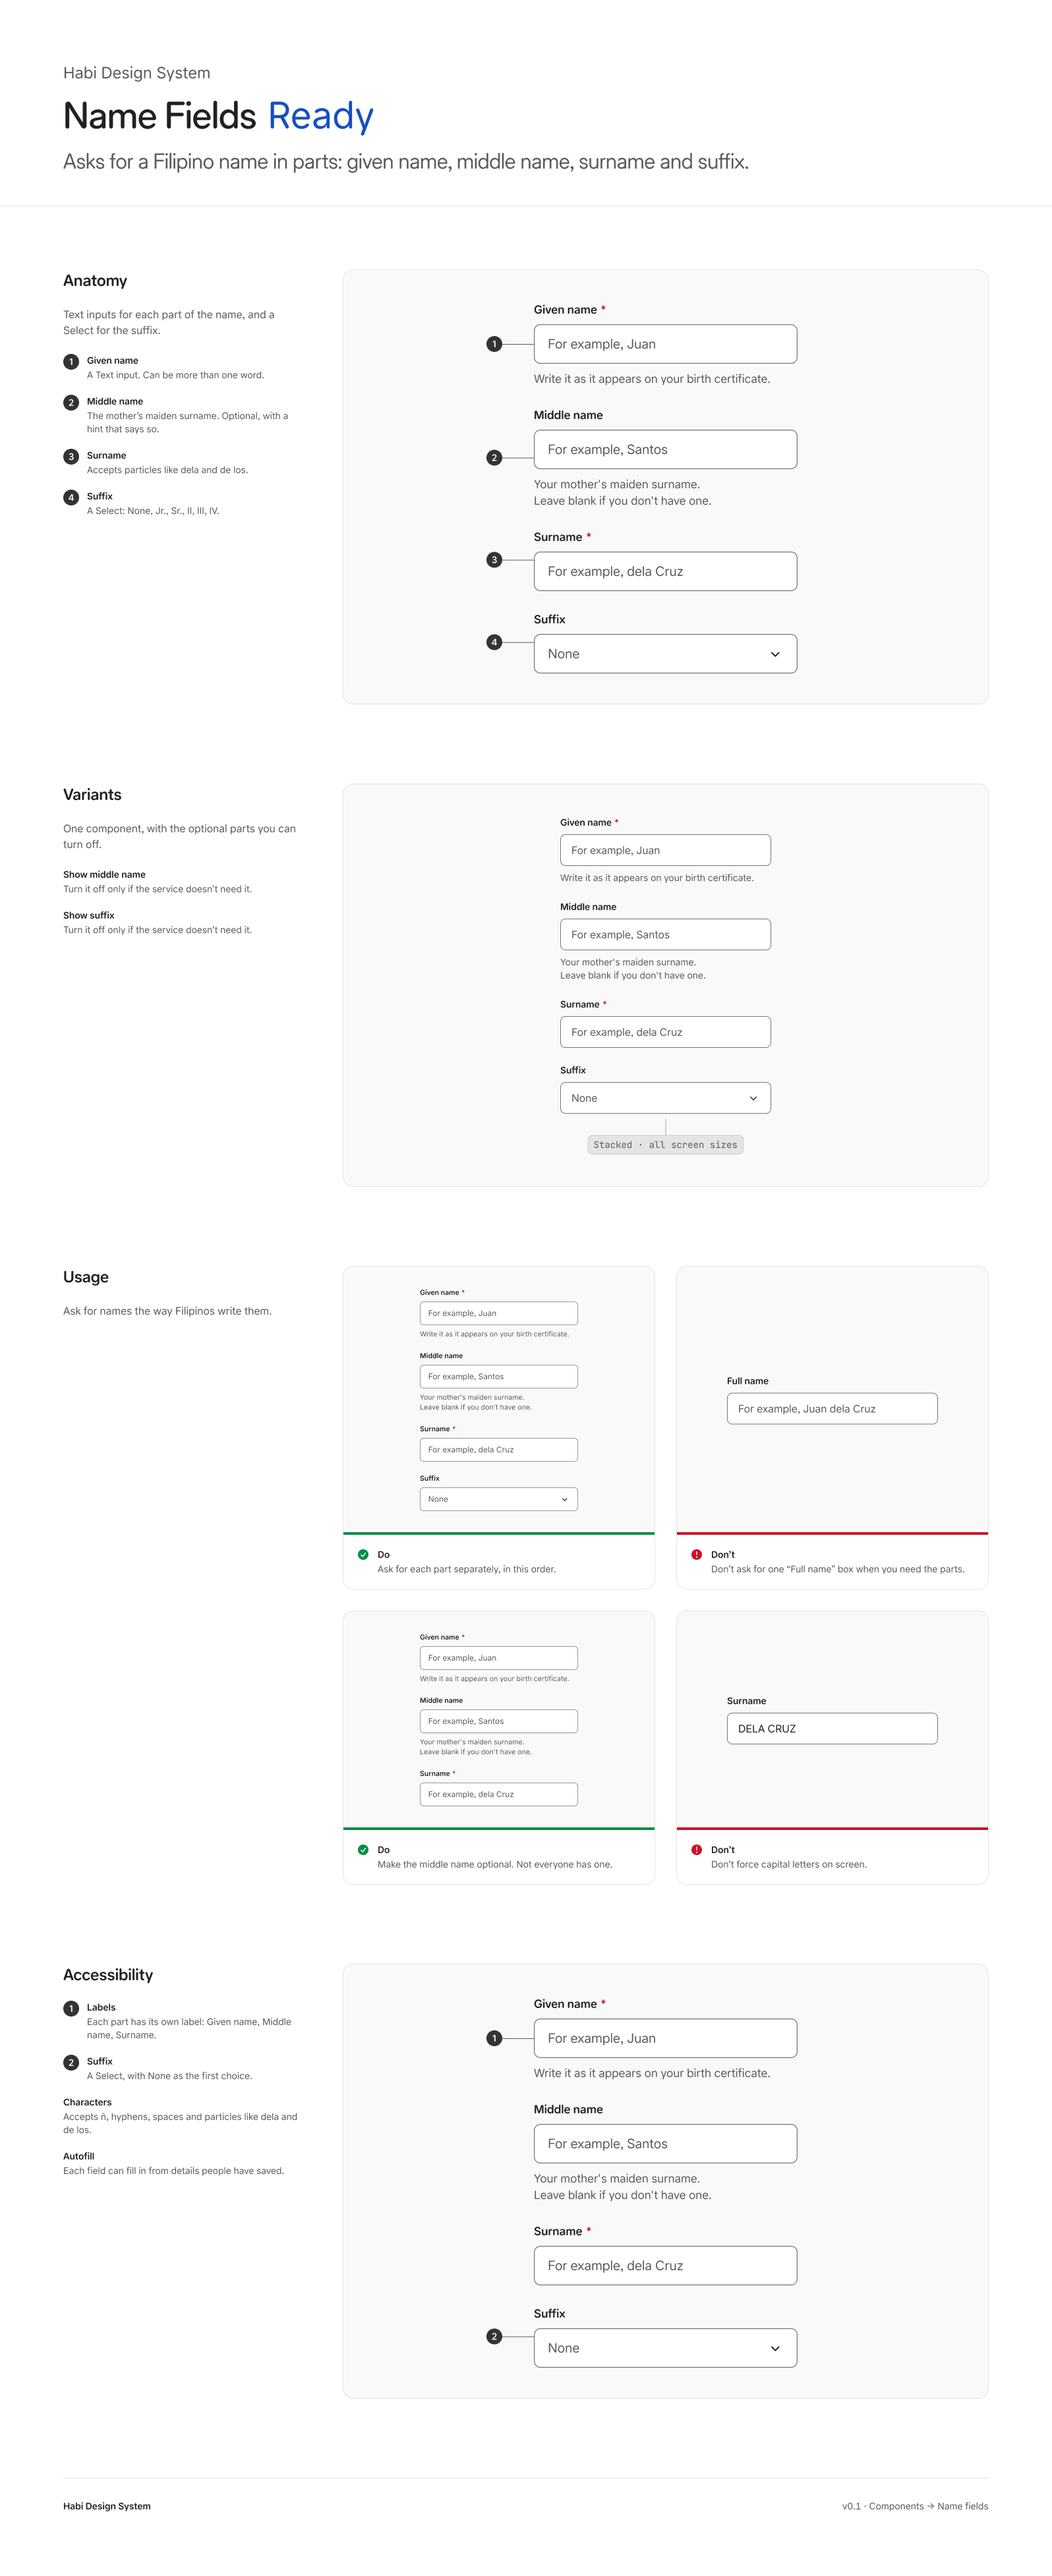 Habi Design System
Name Fields Ready
Asks for a Filipino name in parts: given name, middle name, surname and suffix.
Anatomy
Text inputs for each part of the name, and a
Select for the suffix.
1 Given name
A Text input. Can be more than one word.
2 Middle name
The mother’s maiden surname. Optional, with a
hint that says so.
3 Surname
Accepts particles like dela and de los.
4 Suffix
A Select: None, Jr., Sr., II, III, IV.
Given name *
1 For example, Juan
Write it as it appears on your birth certificate.
Middle name
2 For example, Santos
Your mother's maiden surname.
Leave blank if you don't have one.
Surname *
3 For example, dela Cruz
Suffix
4 None
Variants
One component, with the optional parts you can
turn off.
Show middle name
Turn it off only if the service doesn’t need it.
Show suffix
Turn it off only if the service doesn’t need it.
Given name *
For example, Juan
Write it as it appears on your birth certificate.
Middle name
For example, Santos
Your mother's maiden surname.
Leave blank if you don't have one.
Surname *
For example, dela Cruz
Suffix
None
Stacked · all screen sizes
Usage
Ask for names the way Filipinos write them.
Given name *
For example, Juan
Write it as it appears on your birth certificate.
Middle name
For example, Santos
Your mother's maiden surname.
Leave blank if you don't have one.
Surname *
For example, dela Cruz
Suffix
None
Do
Ask for each part separately, in this order.
Full name
For example, Juan dela Cruz
Don’t
Don’t ask for one “Full name” box when you need the parts.
Given name *
For example, Juan
Write it as it appears on your birth certificate.
Middle name
For example, Santos
Your mother's maiden surname.
Leave blank if you don't have one.
Surname *
For example, dela Cruz
Do
Make the middle name optional. Not everyone has one.
Surname
DELA CRUZ
Don’t
Don’t force capital letters on screen.
Accessibility
1 Labels
Each part has its own label: Given name, Middle
name, Surname.
2 Suffix
A Select, with None as the first choice.
Characters
Accepts ñ, hyphens, spaces and particles like dela and
de los.
Autofill
Each field can fill in from details people have saved.
Given name *
1 For example, Juan
Write it as it appears on your birth certificate.
Middle name
For example, Santos
Your mother's maiden surname.
Leave blank if you don't have one.
Surname *
For example, dela Cruz
Suffix
2 None
Habi Design System
v0.1 · Components → Name fields